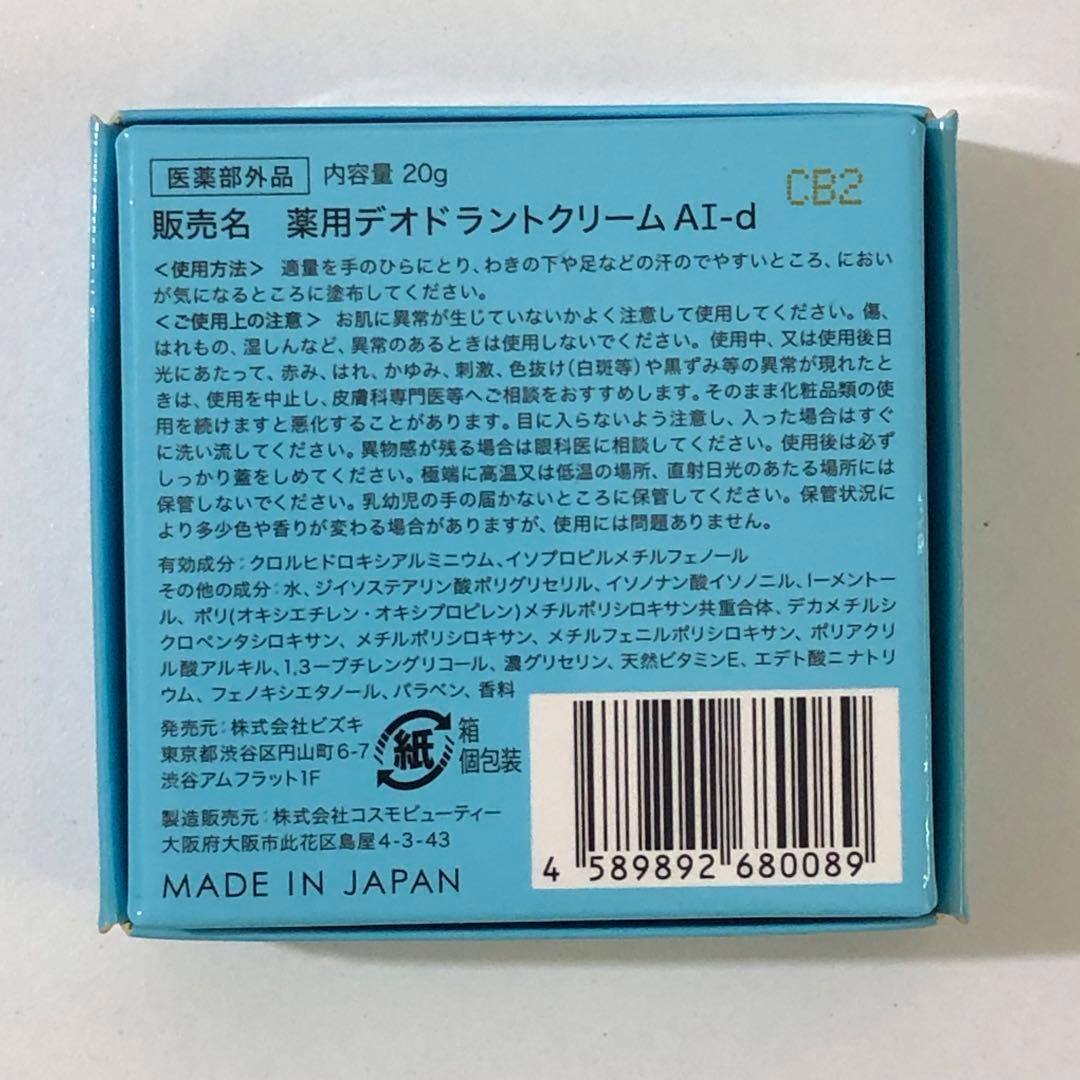 医薬部外品 内容量 20g
CB2
販売名 薬用デオドラントクリームAI-d
＜使用方法＞ 適量を手のひらにとり、わきの下や足などの汗のでやすいところ、におい
が気になるところに塗布してください。
＜ご使用上の注意＞ お肌に異常が生じていないかよく注意して使用してください。傷、
はれもの、湿しんなど、異常のあるときは使用しないでください。使用中、又は使用後日
光にあたって、赤み、はれ、かゆみ、刺激、色抜け(白斑等)や黒ずみ等の異常が現れたと
きは、使用を中止し、皮膚科専門医等へご相談をおすすめします。そのまま化粧品類の使
用を続けますと悪化することがあります。目に入らないよう注意し、入った場合はすぐ
に洗い流してください。異物感が残る場合は眼科医に相談してください。使用後は必ず
しっかり蓋をしめてください。極端に高温又は低温の場所、直射日光のあたる場所には
保管しないでください。乳幼児の手の届かないところに保管してください。保管状況に
より多少色や香りが変わる場合がありますが、使用には問題ありません。
有効成分：クロルヒドロキシアルミニウム、イソプロピルメチルフェノール
その他の成分：水、ジイソステアリン酸ポリグリセリル、イソノナン酸イソノニル、l－メントー
ル、ポリ(オキシエチレン・オキシプロピレン)メチルポリシロキサン共重合体、デカメチルシ
クロペンタシロキサン、メチルポリシロキサン、メチルフェニルポリシロキサン、ポリアクリ
ル酸アルキル、1,3－ブチレングリコール、濃グリセリン、天然ビタミンE、エデト酸二ナトリ
ウム、フェノキシエタノール、パラベン、香料
発売元：株式会社ビズキ
東京都渋谷区円山町6-7
渋谷アムフラット1F
紙
箱
個包装
製造販売元：株式会社コスモビューティー
大阪府大阪市此花区島屋4-3-43
MADE IN JAPAN
4 589892 680089